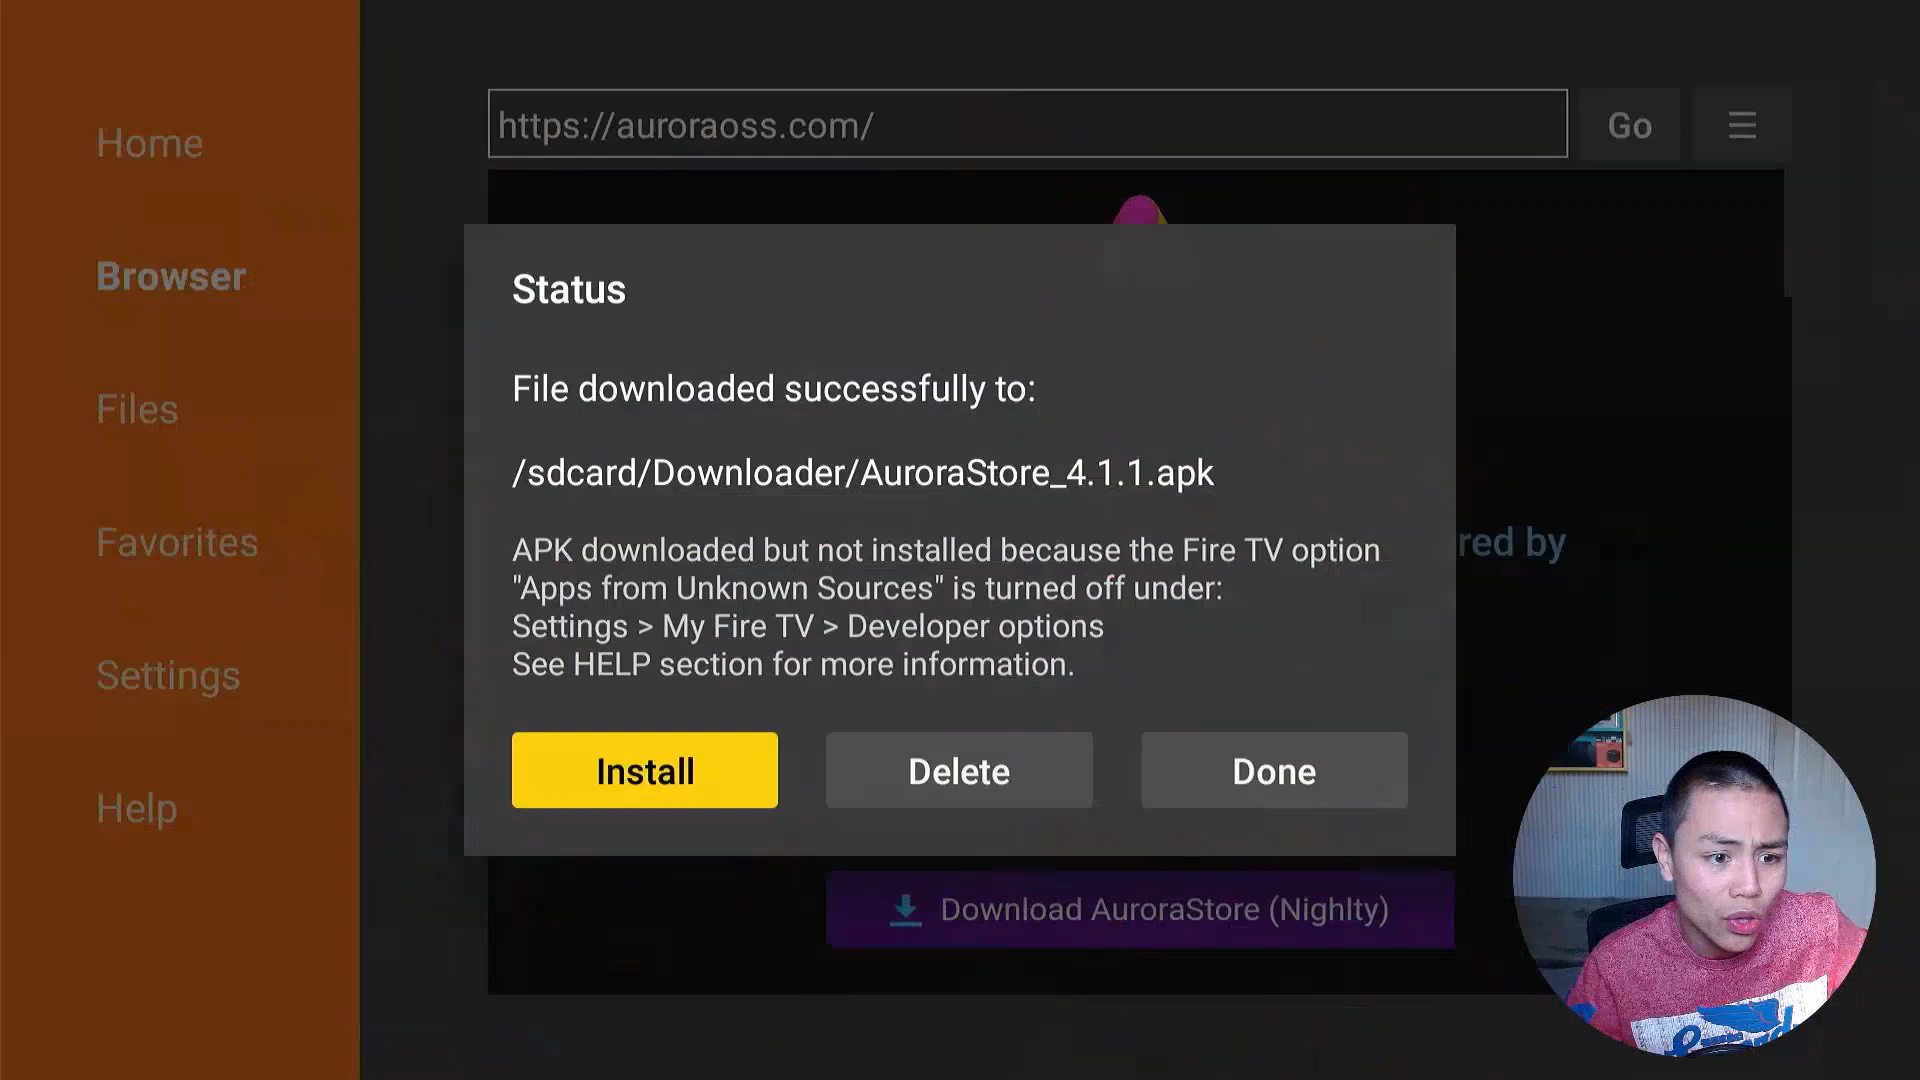 Home
Browser
Files
Favorites
Settings
Help
https://auroraoss.com/
Go
Status
File downloaded successfully to:
/sdcard/Downloader/AuroraStore_4.1.1.apk
APK downloaded but not installed because the Fire TV option
"Apps from Unknown Sources" is turned off under:
Settings > My Fire TV > Developer options
See HELP section for more information.
Install
Delete
Done
red by
Download AuroraStore (Nighlty)